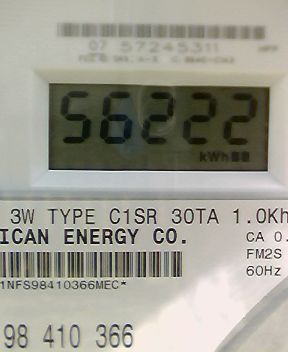 07 57245311
56222
kWh
3W TYPE C1SR 30TA 1.0Kh
ICAN ENERGY CO.
CA 0.
FM2S
60Hz
1NFS98410366MEC*
98 410 366